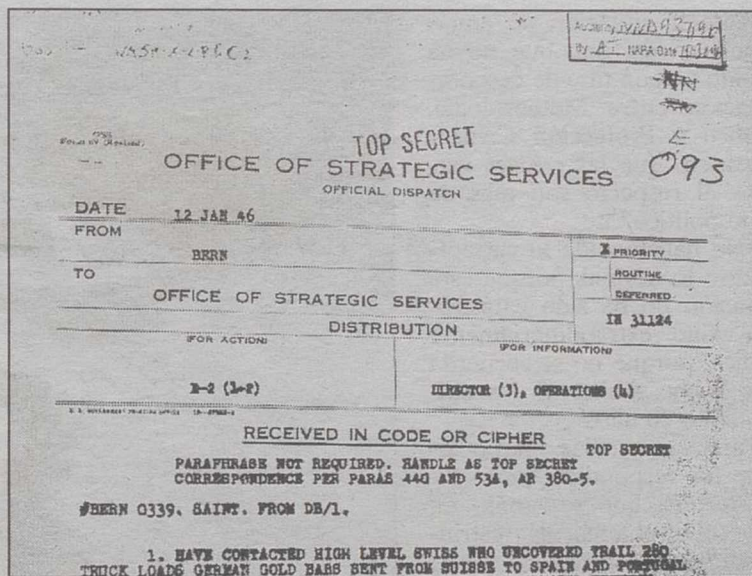 WASH-X-2
TOP SECRET
E
093
OFFICE OF STRATEGIC SERVICES
OFFICIAL DISPATCH
DATE 12 JAN 46
FROM
BERN
X PRIORITY
ROUTINE
DEFERRED
TO
OFFICE OF STRATEGIC SERVICES
IN 31124
DISTRIBUTION
(FOR ACTION)
(FOR INFORMATION)
DIRECTOR (3), OPERATIONS (4)
RECEIVED IN CODE OR CIPHER
TOP SECRET
PARAPHRASE NOT REQUIRED. HANDLE AS TOP SECRET
CORRESPONDENCE PER PARAS 44G AND 53A, AR 380-5.
#BERN 0339. SAINT. FROM DB/1.
1. HAVE CONTACTED HIGH LEVEL SWISS WHO UNCOVERED TRAIL 280
TRUCK LOADS GERMAN GOLD BARS SENT FROM SUISSE TO SPAIN AND PORTUGAL